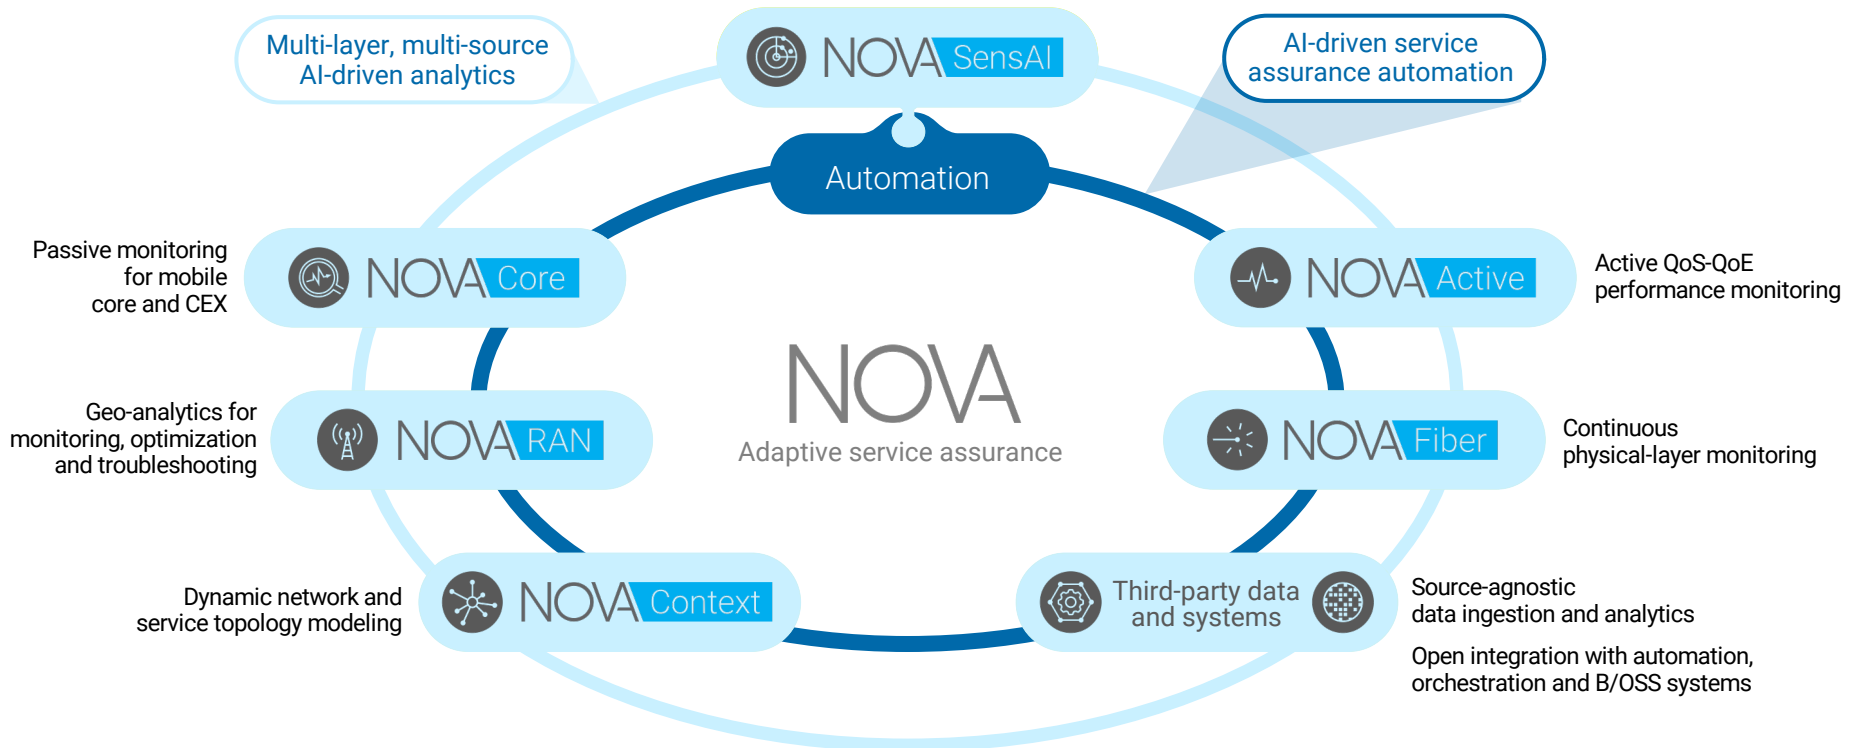 Multi-layer, multi-source
AI-driven analytics
NOVA SensAI
AI-driven service
assurance automation
Automation
Passive monitoring
for mobile
core and CEX
NOVA Core
NOVA Active
Active QoS-QoE
performance monitoring
NOVA
Adaptive service assurance
Geo-analytics for
monitoring, optimization
and troubleshooting
NOVA RAN
NOVA Fiber
Continuous
physical-layer monitoring
Dynamic network and
service topology modeling
NOVA Context
Third-party data
and systems
Source-agnostic
data ingestion and analytics
Open integration with automation,
orchestration and B/OSS systems